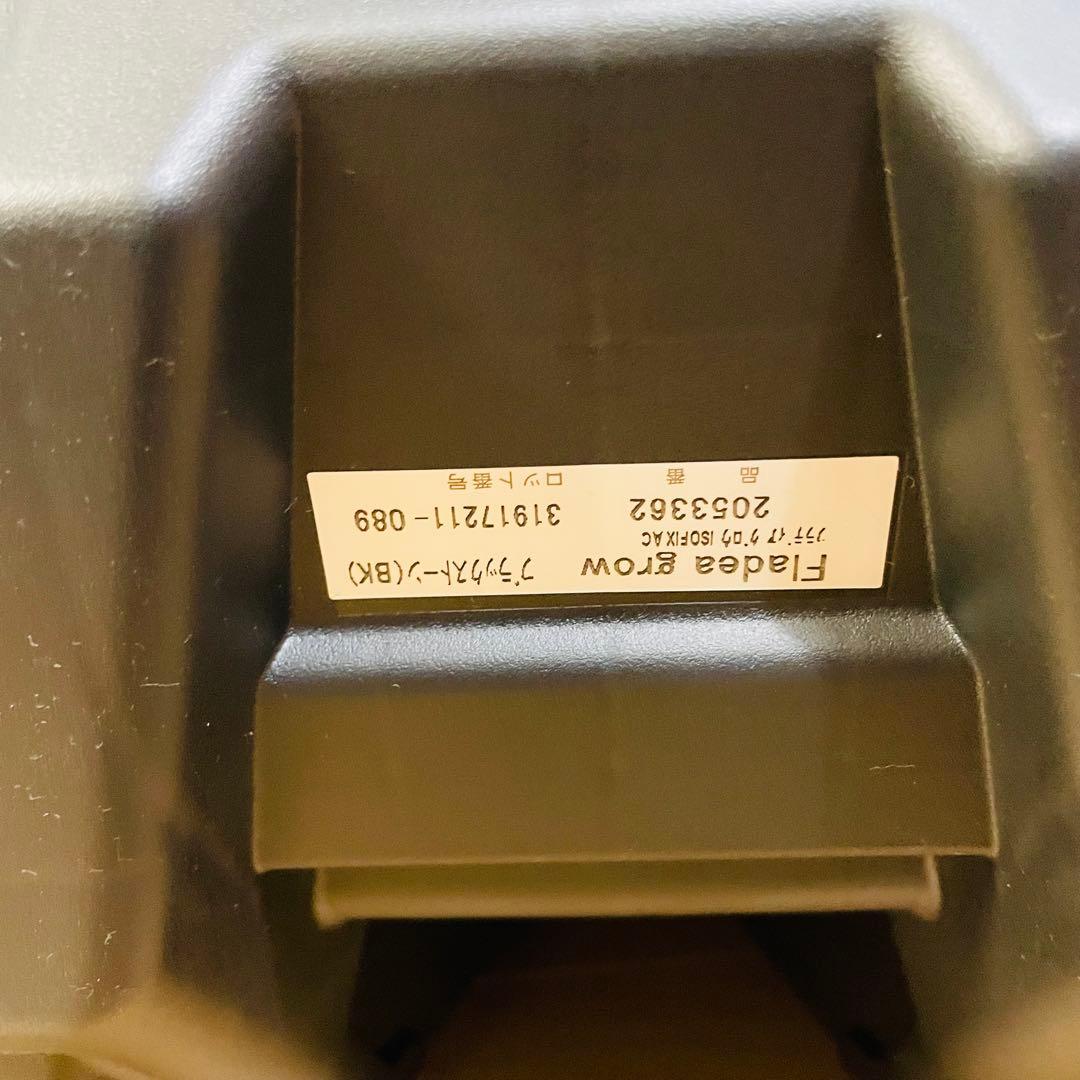 Fladea grow ブラックストーン(BK)
フラディア グロウ ISOFIX AC
2053362 31917211-089
品番 ロット番号